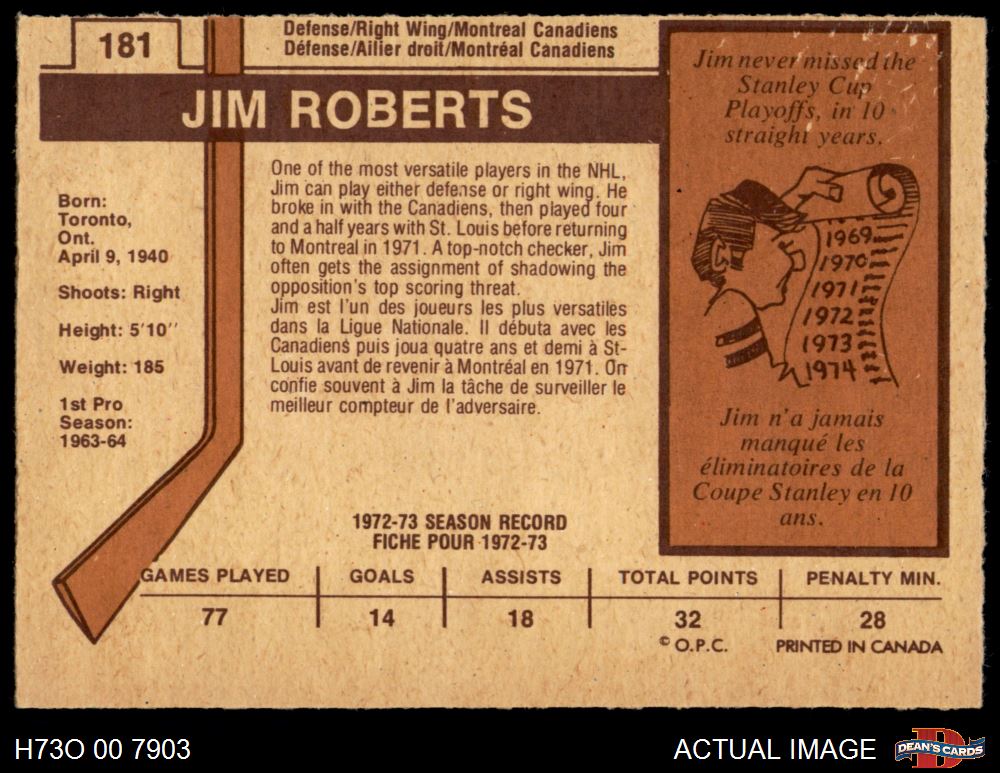 181
Defense/Right Wing/Montreal Canadiens
Défense/Ailier droit/Montréal Canadiens
JIM ROBERTS
Born:
Toronto,
Ont.
April 9, 1940
Shoots: Right
Height: 5'10''
Weight: 185
1st Pro
Season:
1963-64
One of the most versatile players in the NHL,
Jim can play either defense or right wing. He
broke in with the Canadiens, then played four
and a half years with St. Louis before returning
to Montreal in 1971. A top-notch checker, Jim
often gets the assignment of shadowing the
opposition's top scoring threat.
Jim est l'un des joueurs les plus versatiles
dans la Ligue Nationale. Il débuta avec les
Canadiens puis joua quatre ans et demi à St-
Louis avant de revenir à Montréal en 1971. On
confie souvent à Jim la tâche de surveiller le
meilleur compteur de l'adversaire.
Jim never missed the
Stanley Cup
Playoffs, in 10
straight years.
1969
1970
1971
1972
1973
1974
Jim n'a jamais
manqué les
éliminatoires de la
Coupe Stanley en 10
ans.
1972-73 SEASON RECORD
FICHE POUR 1972-73
GAMES PLAYED GOALS ASSISTS TOTAL POINTS PENALTY MIN.
77 14 18 32 28
© O.P.C. PRINTED IN CANADA
H73O 00 7903
ACTUAL IMAGE
DEAN'S CARDS